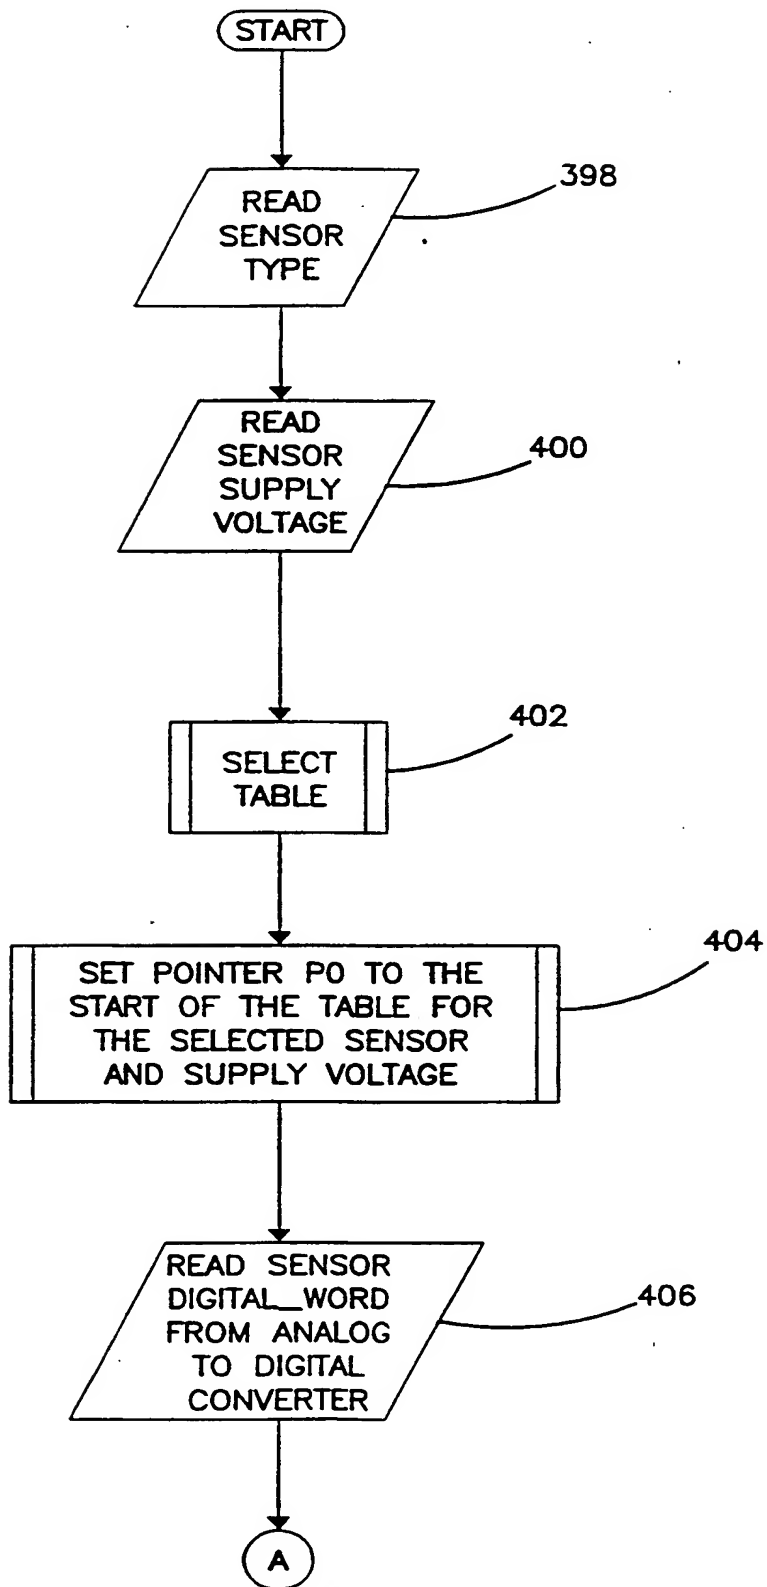 START
READ
SENSOR
TYPE
398
READ
SENSOR
SUPPLY
VOLTAGE
400
SELECT
TABLE
402
SET POINTER P0 TO THE
START OF THE TABLE FOR
THE SELECTED SENSOR
AND SUPPLY VOLTAGE
404
READ SENSOR
DIGITAL_WORD
FROM ANALOG
TO DIGITAL
CONVERTER
406
A